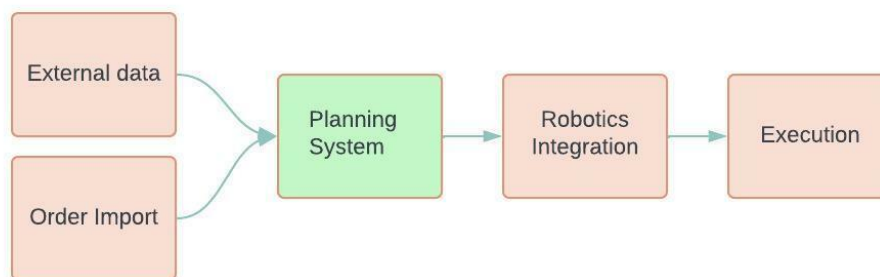 External data
Order Import
Planning
System
Robotics
Integration
Execution